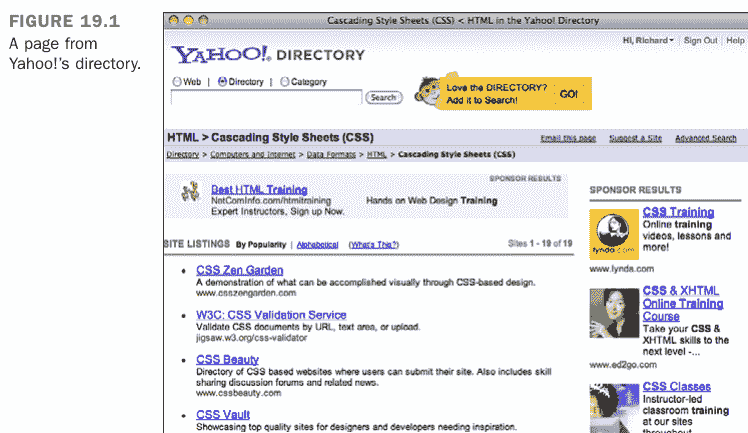 FIGURE 19.1
A page from
Yahoo!'s directory.
Cascading Style Sheets (CSS) < HTML in the Yahoo! Directory
Hi, Richard | Sign Out | Help
YAHOO! DIRECTORY
Web | Directory | Category
Search
Love the DIRECTORY?
Add it to Search!
GO!
HTML > Cascading Style Sheets (CSS)
Email this page Suggest a Site Advanced Search
Directory > Computers and Internet > Data Formats > HTML > Cascading Style Sheets (CSS)
SPONSOR RESULTS
Best HTML Training
NetComInfo.com/htmltraining Hands on Web Design Training
Expert Instructors, Sign up Now.
SITE LISTINGS By Popularity | Alphabetical (What's This?) Sites 1 - 19 of 19
• CSS Zen Garden
A demonstration of what can be accomplished visually through CSS-based design.
www.csszengarden.com
• W3C: CSS Validation Service
Validate CSS documents by URL, text area, or upload.
jigsaw.w3.org/css-validator
• CSS Beauty
Directory of CSS based websites where users can submit their site. Also includes skill
sharing discussion forums and related news.
www.cssbeauty.com
• CSS Vault
Showcasing top quality sites for designers and developers needing inspiration.
SPONSOR RESULTS
lynda.com
CSS Training
Online training
videos, lessons and
more!
www.lynda.com
CSS & XHTML
Online Training
Course
Take your CSS &
XHTML skills to the
next level -...
www.ed2go.com
CSS Classes
Instructor-led
classroom training
at our sites
throughout